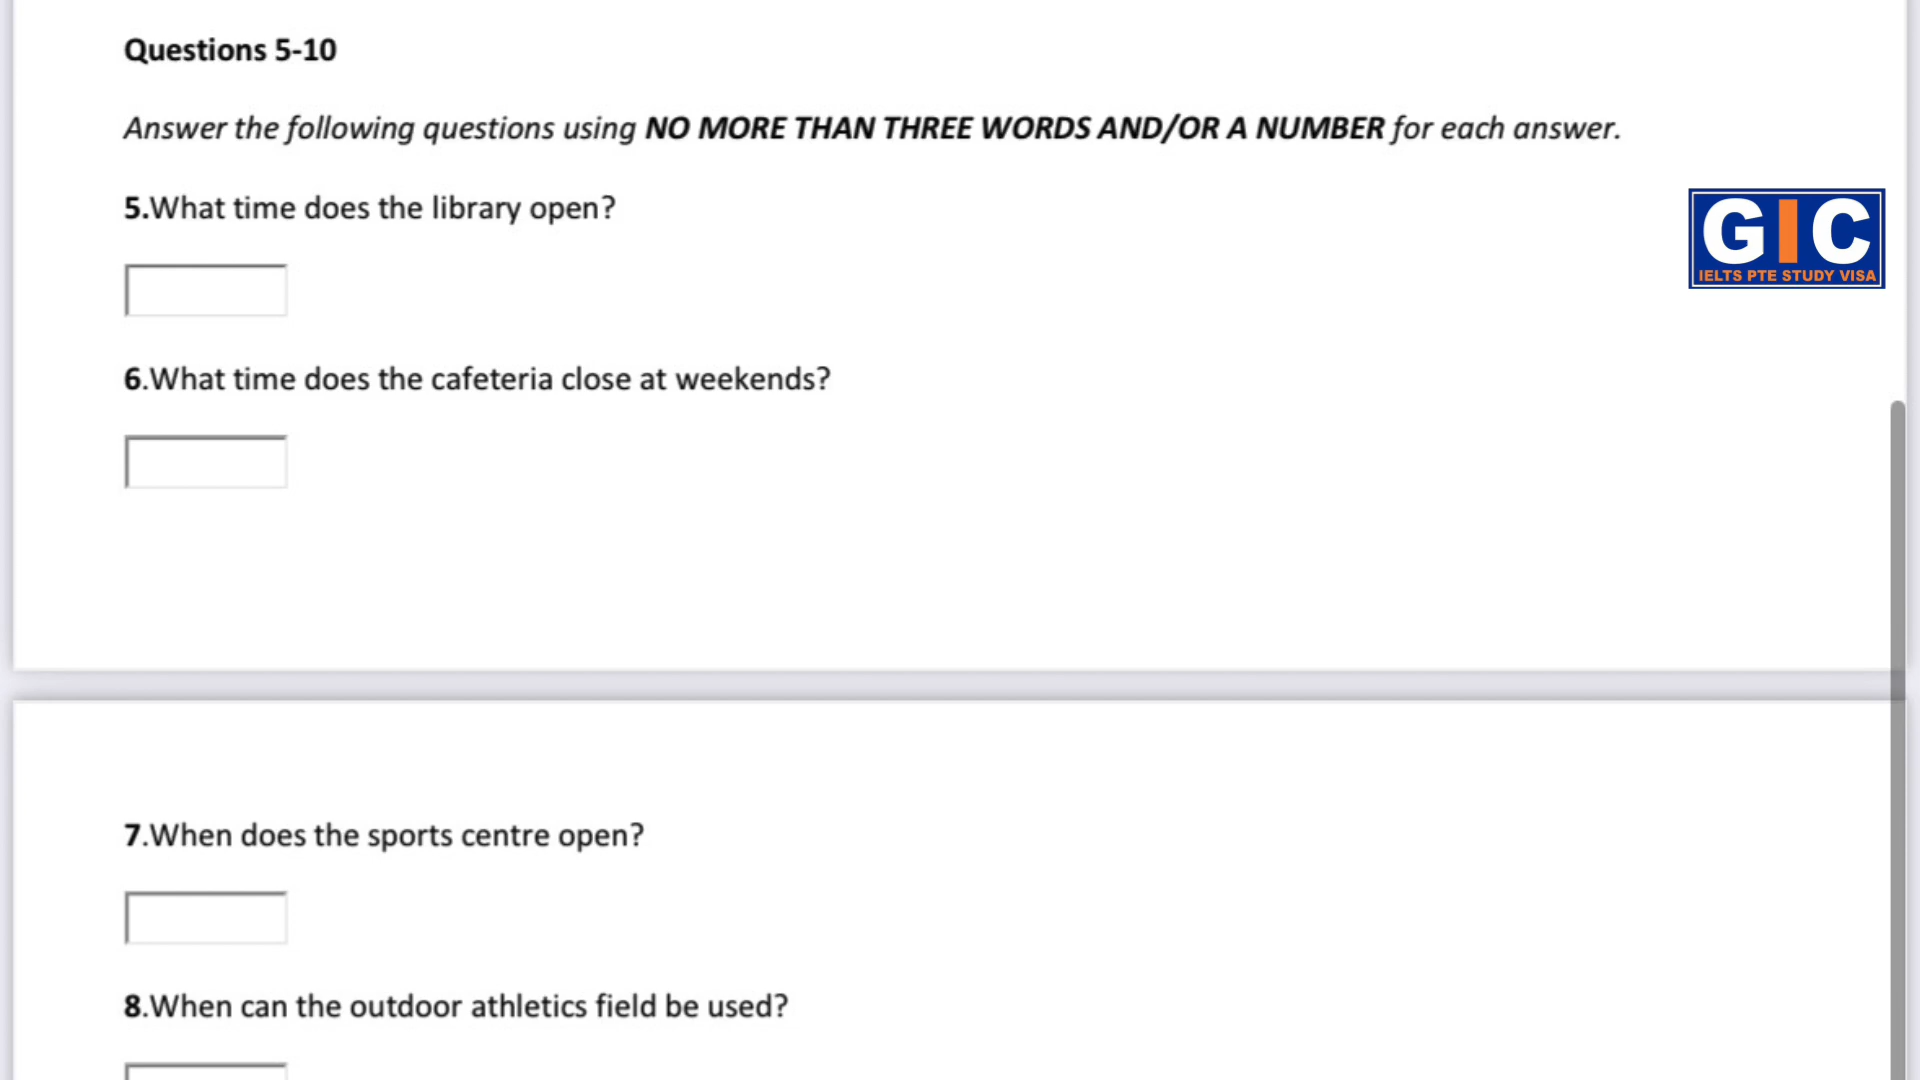 Questions 5-10
Answer the following questions using NO MORE THAN THREE WORDS AND/OR A NUMBER for each answer.
5.What time does the library open?
GIC
IELTS PTE STUDY VISA
6.What time does the cafeteria close at weekends?
7.When does the sports centre open?
8.When can the outdoor athletics field be used?